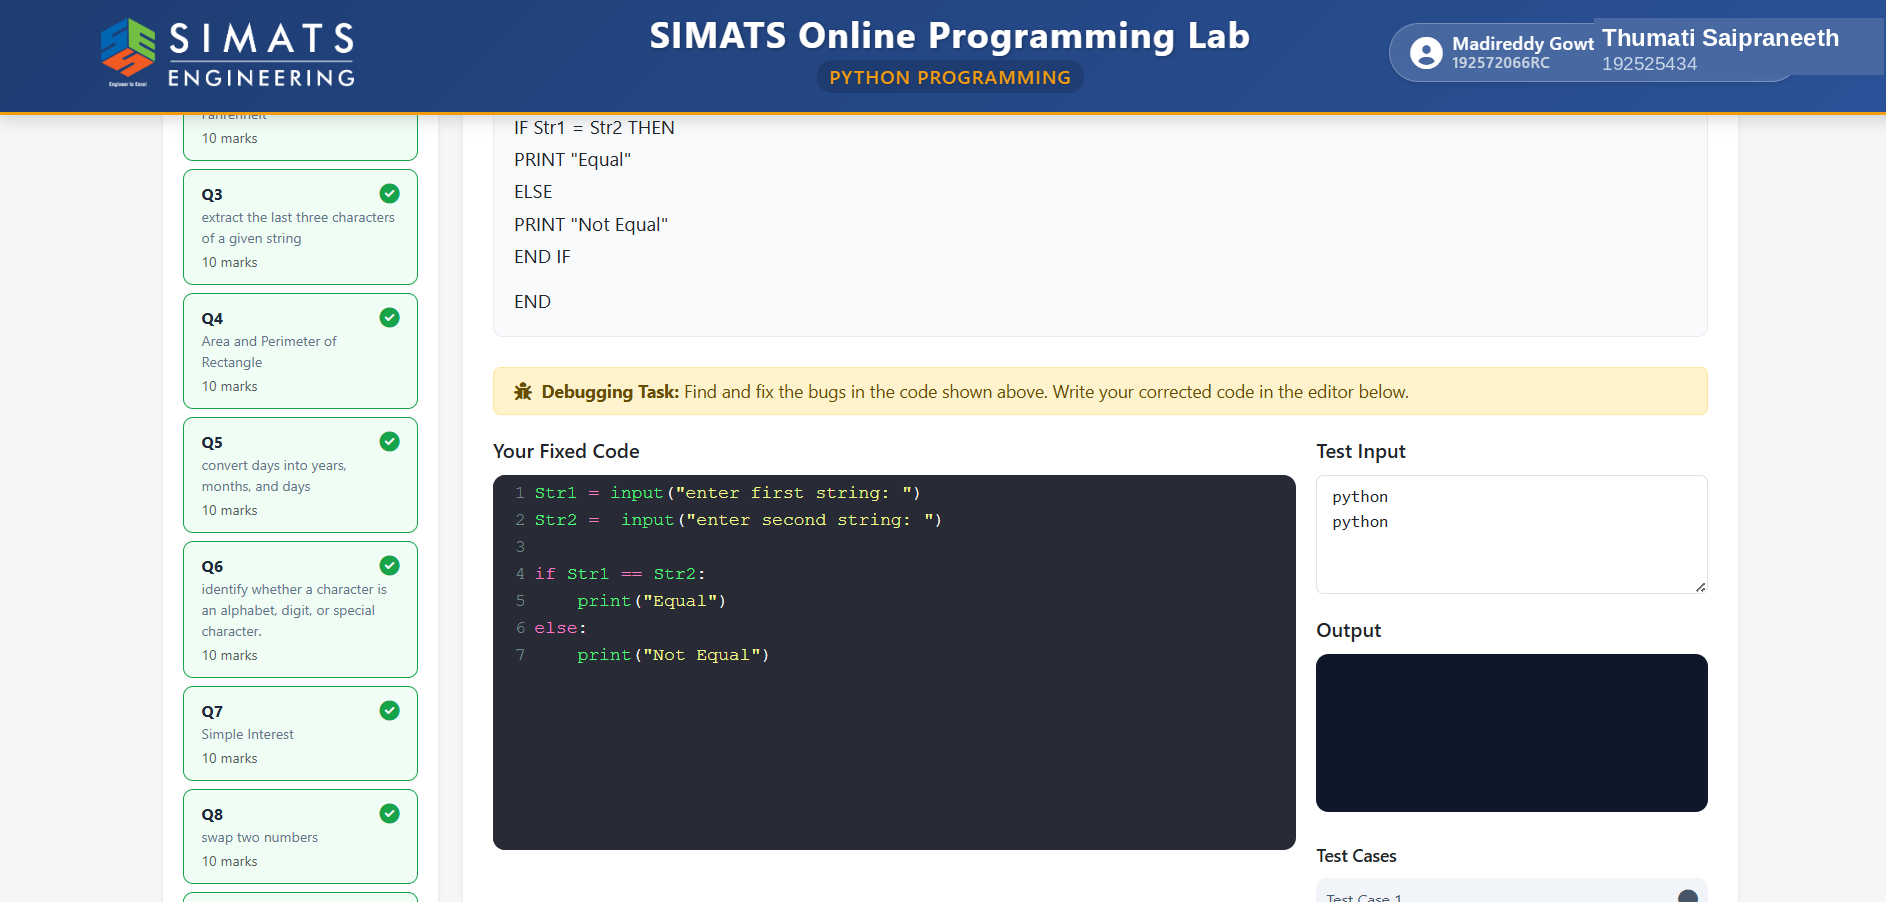 SIMATS
ENGINEERING
Engineer to Excel
SIMATS Online Programming Lab
PYTHON PROGRAMMING
Madireddy Gowt
192572066RC
Thumati Saipraneeth
192525434
Fahrenheit
10 marks
Q3
extract the last three characters
of a given string
10 marks
Q4
Area and Perimeter of
Rectangle
10 marks
Q5
convert days into years,
months, and days
10 marks
Q6
identify whether a character is
an alphabet, digit, or special
character.
10 marks
Q7
Simple Interest
10 marks
Q8
swap two numbers
10 marks
IF Str1 = Str2 THEN
PRINT "Equal"
ELSE
PRINT "Not Equal"
END IF
END
Debugging Task: Find and fix the bugs in the code shown above. Write your corrected code in the editor below.
Your Fixed Code
1 Str1 = input("enter first string: ")
2 Str2 =  input("enter second string: ")
3
4 if Str1 == Str2:
5     print("Equal")
6 else:
7     print("Not Equal")
Test Input
python
python
Output
Test Cases
Test Case 1